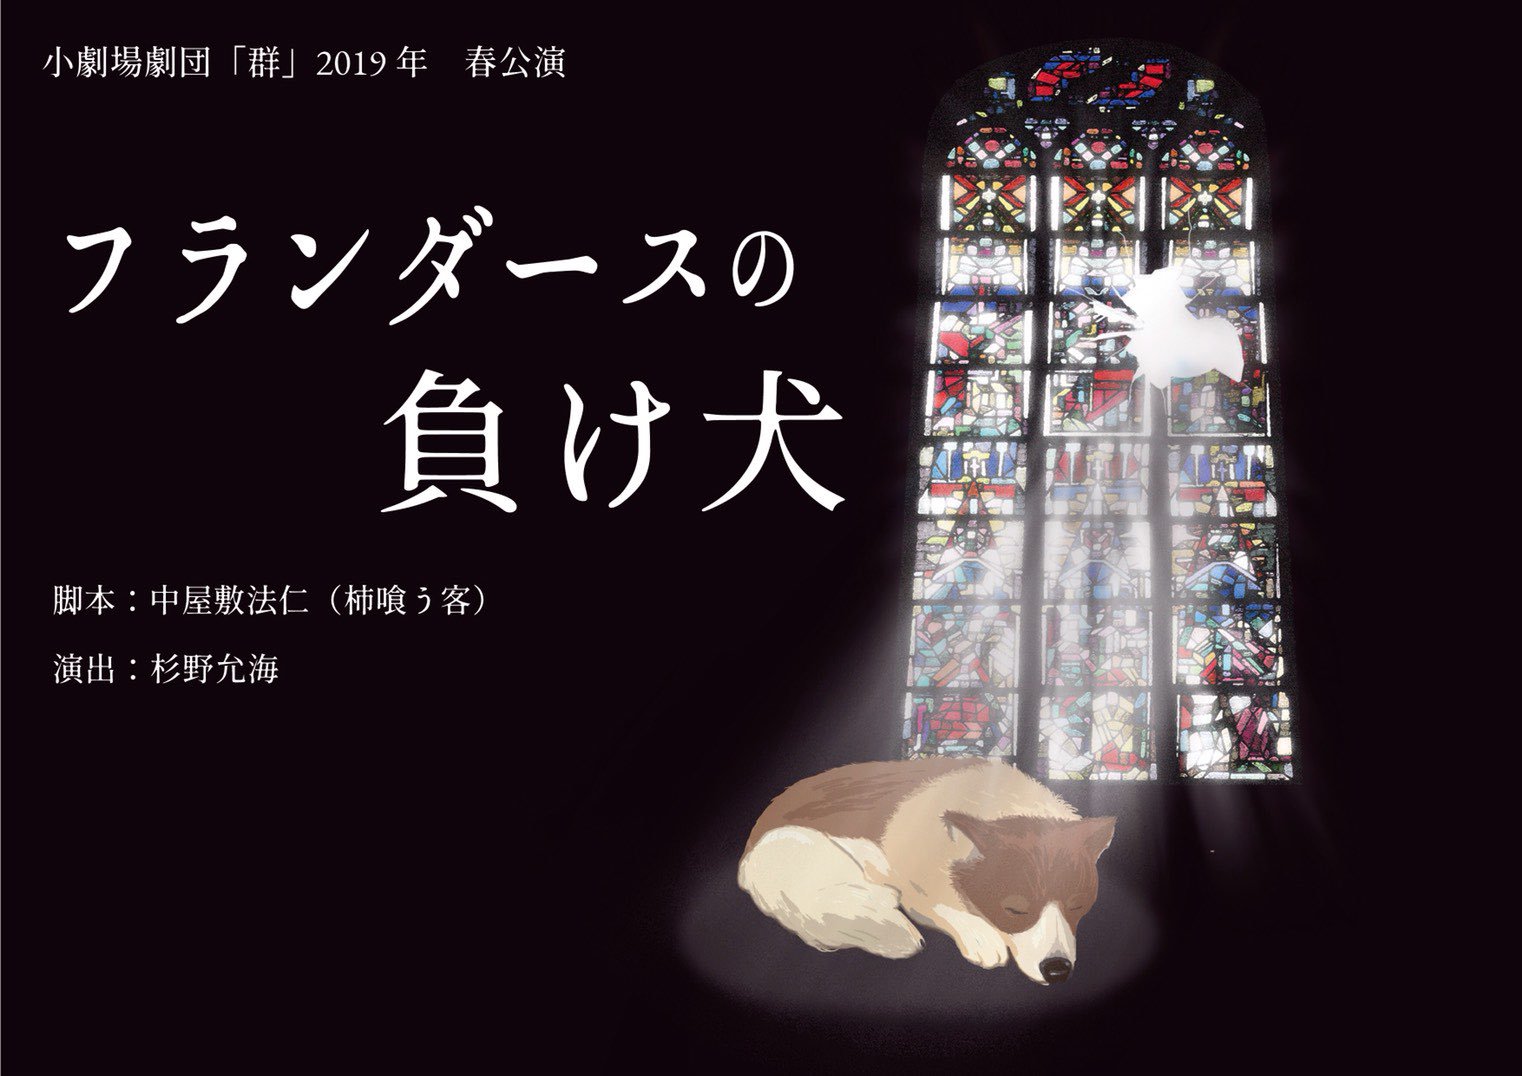 小劇場劇団「群」2019年　春公演
フランダースの
負け犬
脚本：中屋敷法仁（柿喰う客）
演出：杉野允海